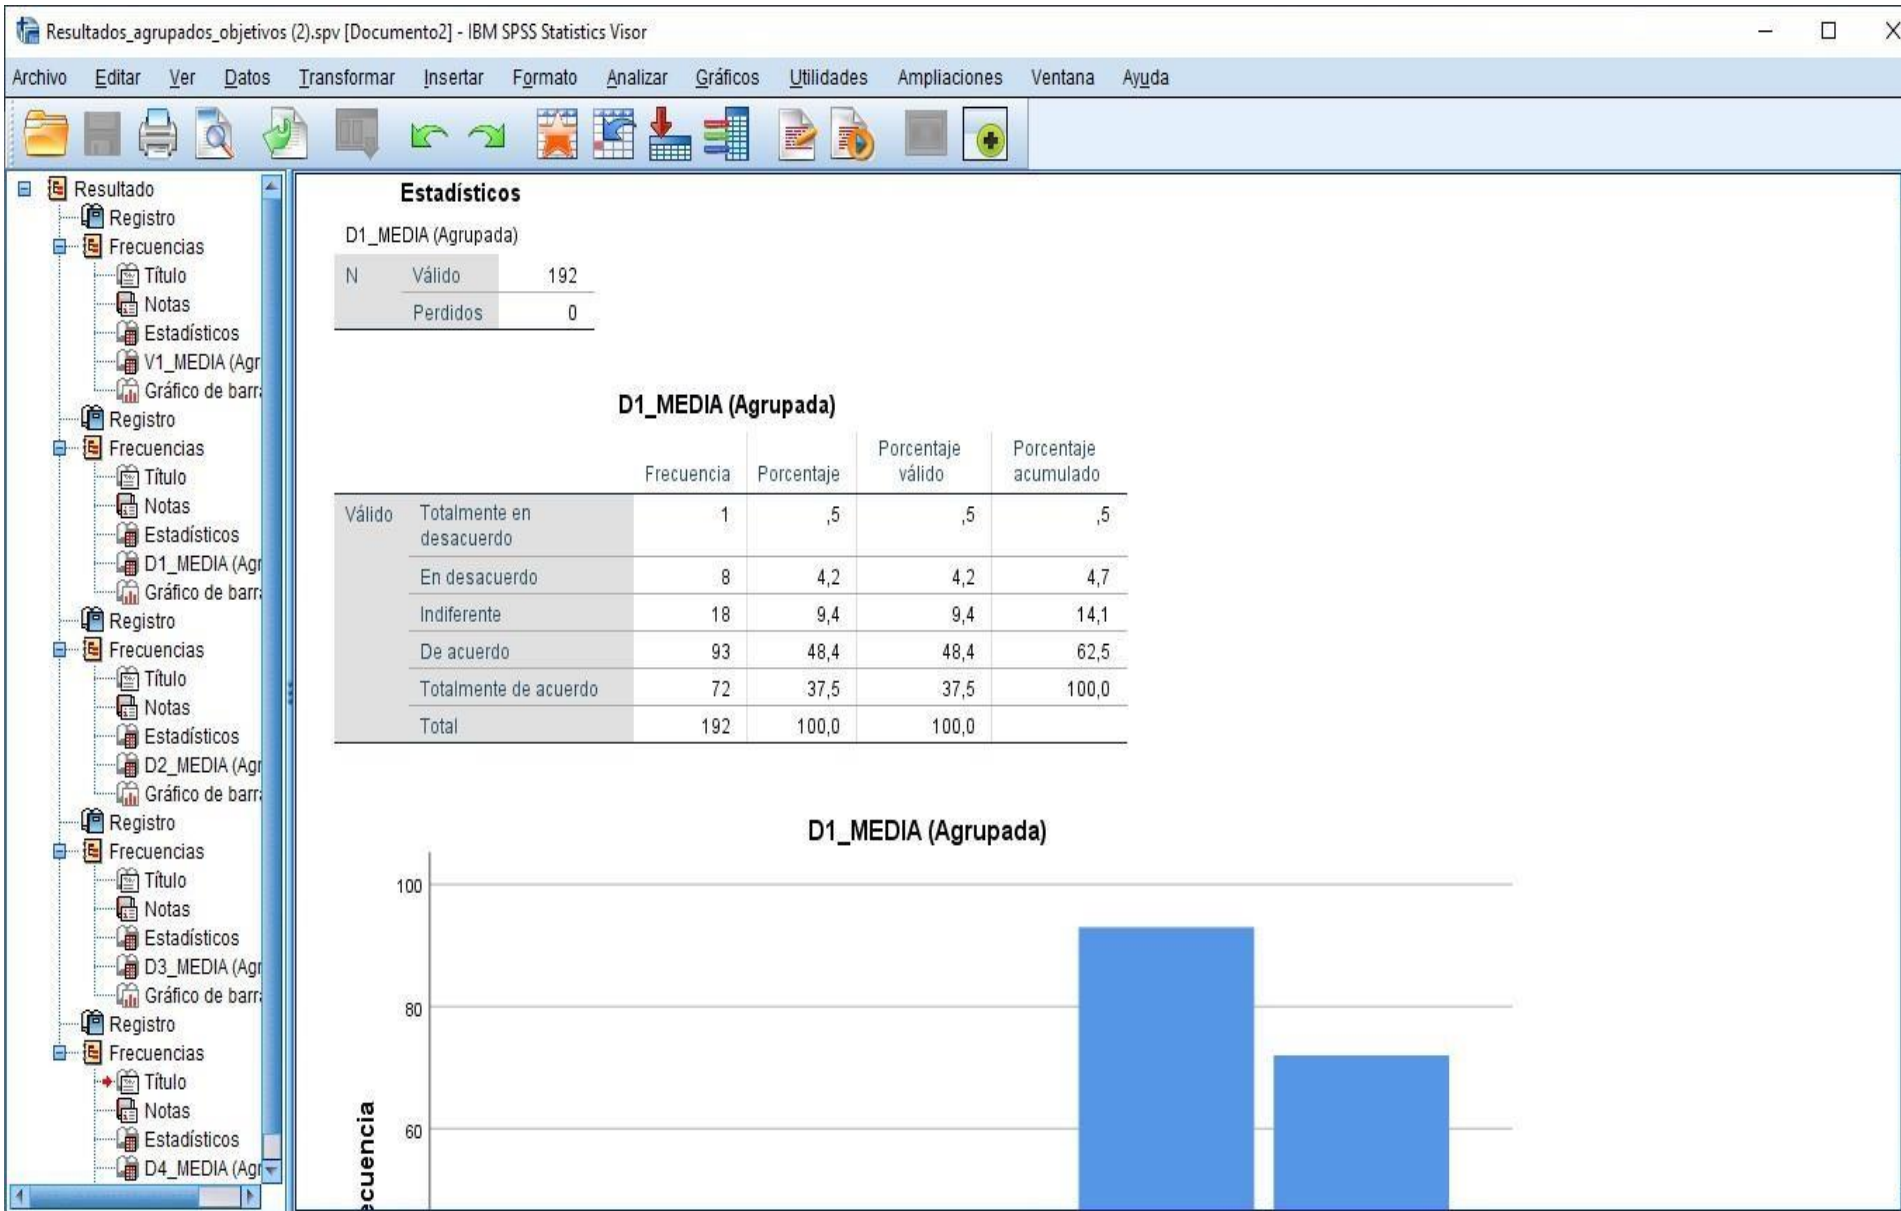 Resultados_agrupados_objetivos (2).spv [Documento2] - IBM SPSS Statistics Visor
Archivo Editar Ver Datos Transformar Insertar Formato Analizar Gráficos Utilidades Ampliaciones Ventana Ayuda
Resultado
Registro
Frecuencias
Título
Notas
Estadísticos
V1_MEDIA (Agr
Gráfico de barr
Registro
Frecuencias
Título
Notas
Estadísticos
D1_MEDIA (Agr
Gráfico de barr
Registro
Frecuencias
Título
Notas
Estadísticos
D2_MEDIA (Agr
Gráfico de barr
Registro
Frecuencias
Título
Notas
Estadísticos
D3_MEDIA (Agr
Gráfico de barr
Registro
Frecuencias
Título
Notas
Estadísticos
D4_MEDIA (Agr
Estadísticos
D1_MEDIA (Agrupada)
N Válido 192
Perdidos 0
D1_MEDIA (Agrupada)
Frecuencia Porcentaje Porcentaje válido Porcentaje acumulado
Válido Totalmente en desacuerdo 1 ,5 ,5 ,5
En desacuerdo 8 4,2 4,2 4,7
Indiferente 18 9,4 9,4 14,1
De acuerdo 93 48,4 48,4 62,5
Totalmente de acuerdo 72 37,5 37,5 100,0
Total 192 100,0 100,0
D1_MEDIA (Agrupada)
100
80
60
ecuencia